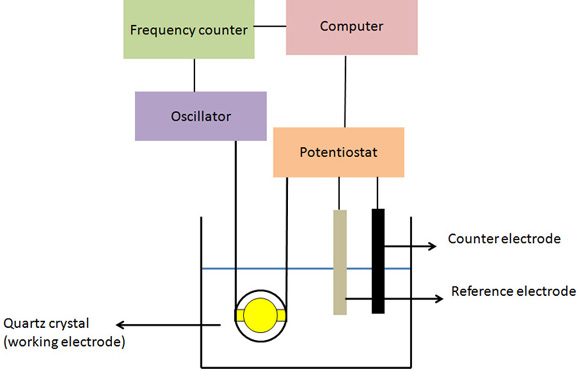 Frequency counter
Computer
Oscillator
Potentiostat
Counter electrode
Reference electrode
Quartz crystal
(working electrode)